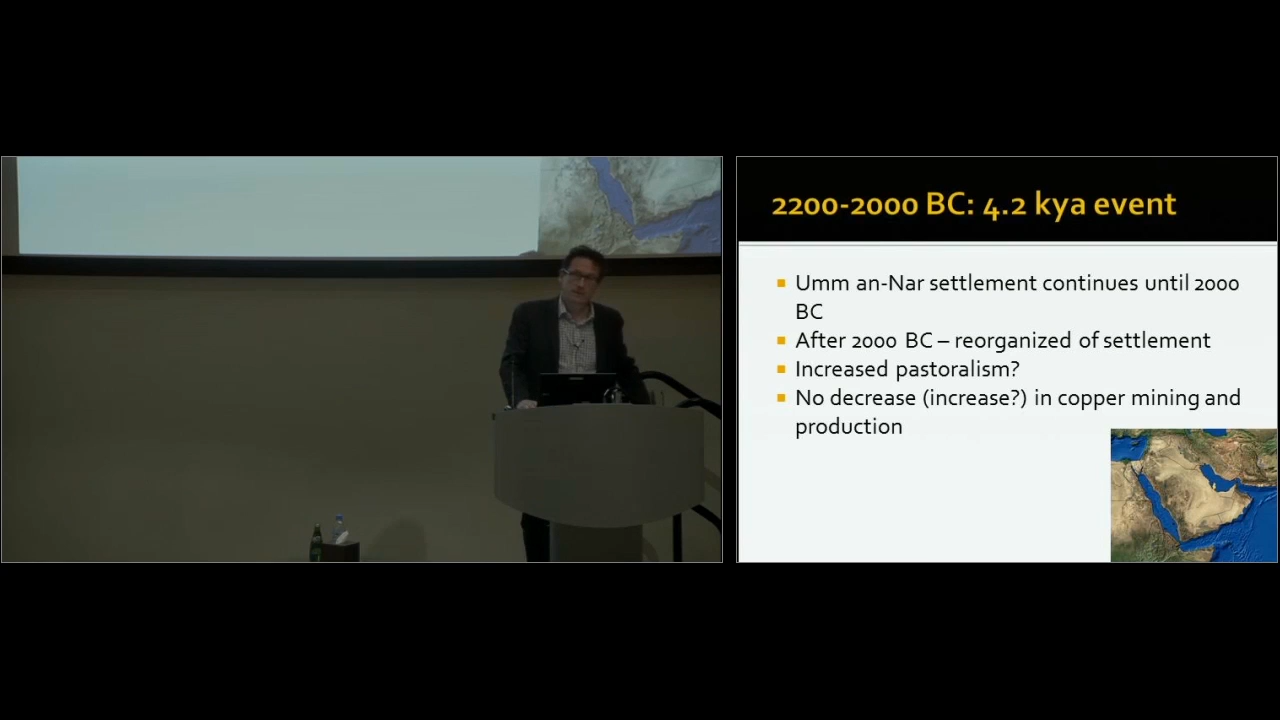 2200-2000 BC: 4.2 kya event
Umm an-Nar settlement continues until 2000
BC
After 2000 BC – reorganized of settlement
Increased pastoralism?
No decrease (increase?) in copper mining and
production